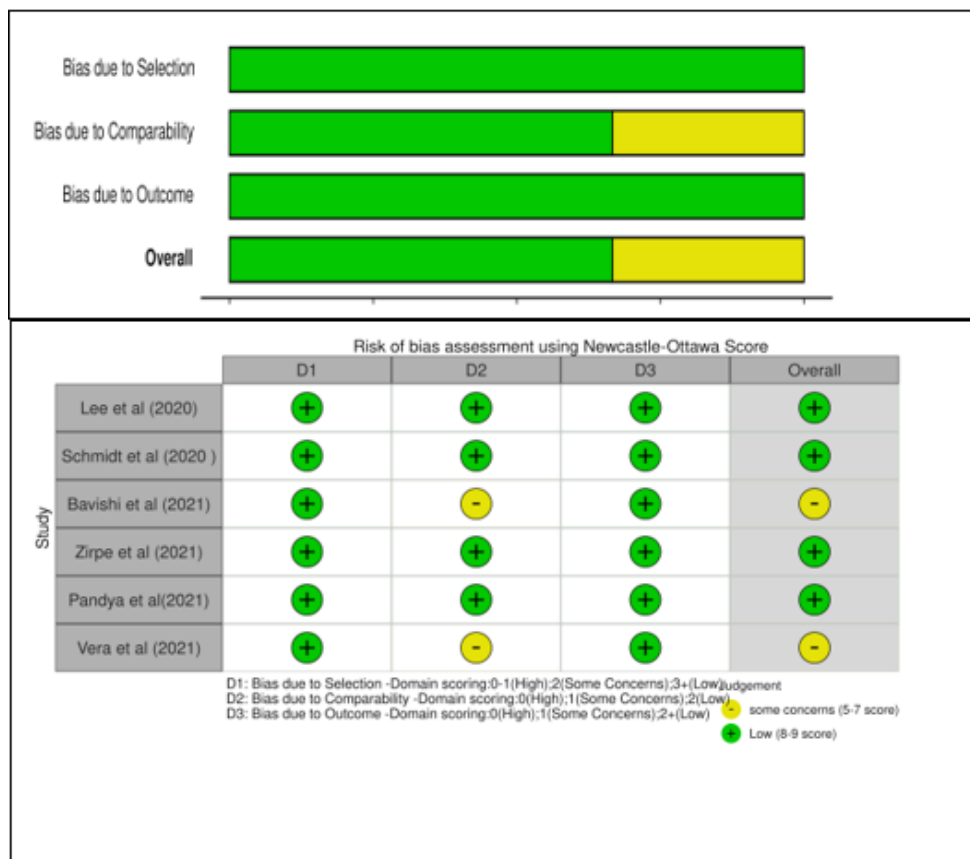 Bias due to Selection
Bias due to Comparability
Bias due to Outcome
Overall
Risk of bias assessment using Newcastle-Ottawa Score
D1 D2 D3 Overall
Study
Lee et al (2020) + + + +
Schmidt et al (2020 ) + + + +
Bavishi et al (2021) + - + -
Zirpe et al (2021) + + + +
Pandya et al(2021) + + + +
Vera et al (2021) + - + -
D1: Bias due to Selection -Domain scoring:0-1(High);2(Some Concerns);3+(Low)
D2: Bias due to Comparability -Domain scoring:0(High);1(Some Concerns);2(Low)
D3: Bias due to Outcome -Domain scoring:0(High);1(Some Concerns);2+(Low)
Judgement
- some concerns (5-7 score)
+ Low (8-9 score)